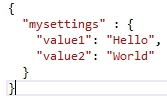 {
  "mysettings" : {
    "value1": "Hello",
    "value2": "World"
  }
}